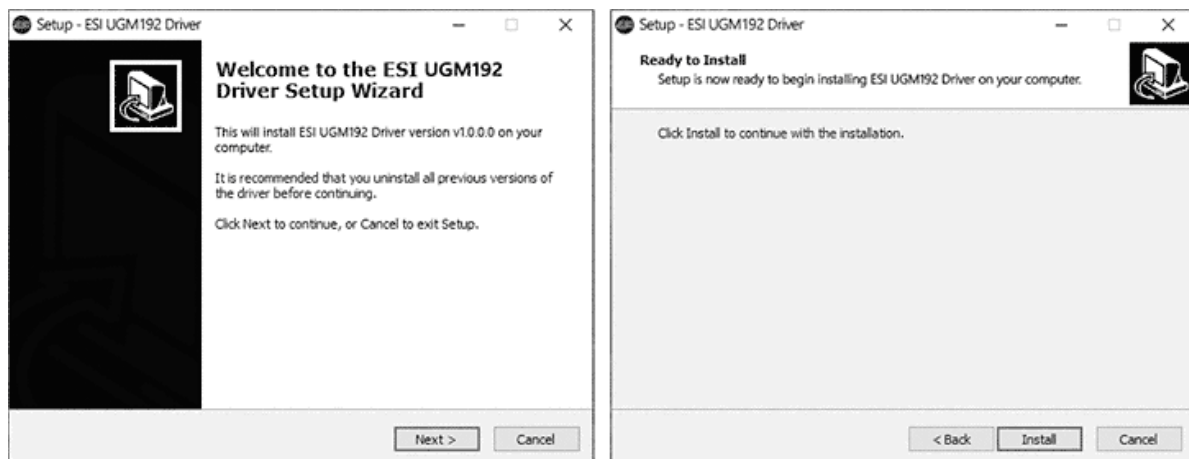 Setup - ESI UGM192 Driver
Welcome to the ESI UGM192
Driver Setup Wizard
This will install ESI UGM192 Driver version v1.0.0.0 on your
computer.
It is recommended that you uninstall all previous versions of
the driver before continuing.
Click Next to continue, or Cancel to exit Setup.
Next >
Cancel
Setup - ESI UGM192 Driver
Ready to Install
Setup is now ready to begin installing ESI UGM192 Driver on your computer.
Click Install to continue with the installation.
< Back
Install
Cancel